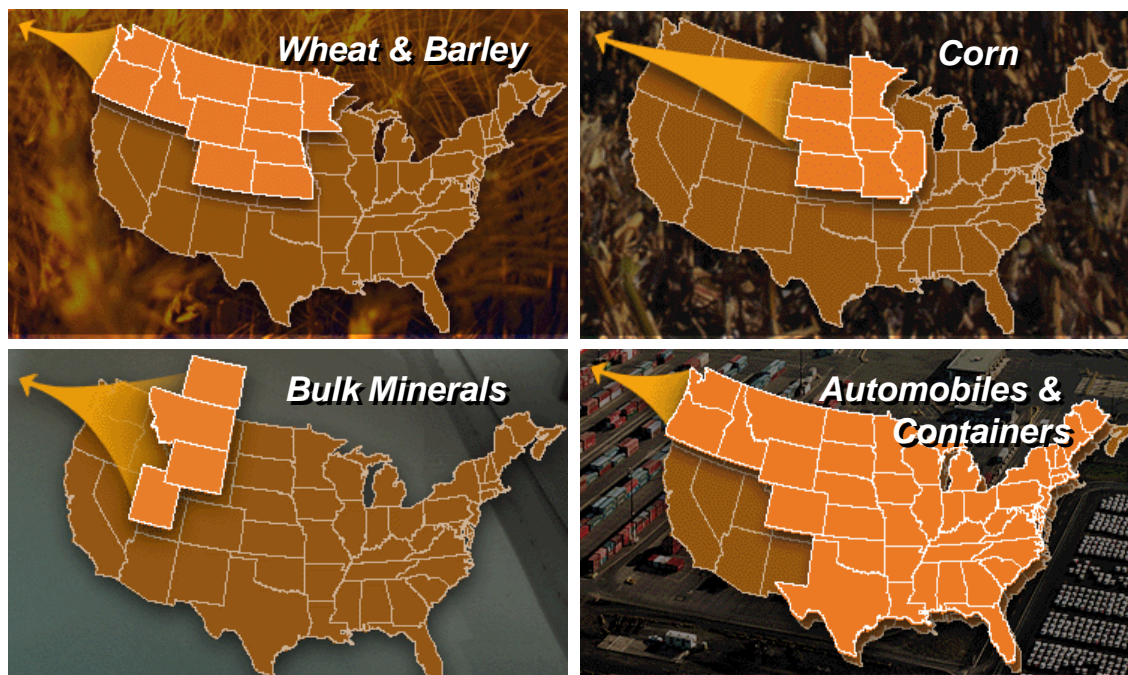 Wheat & Barley
Corn
Bulk Minerals
Automobiles &
Containers